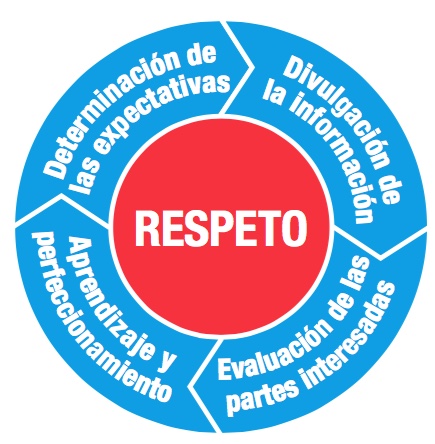 Determinación de
las expectativas
Divulgación de
la información
RESPETO
Evaluación de las
partes interesadas
Aprendizaje y
perfeccionamiento